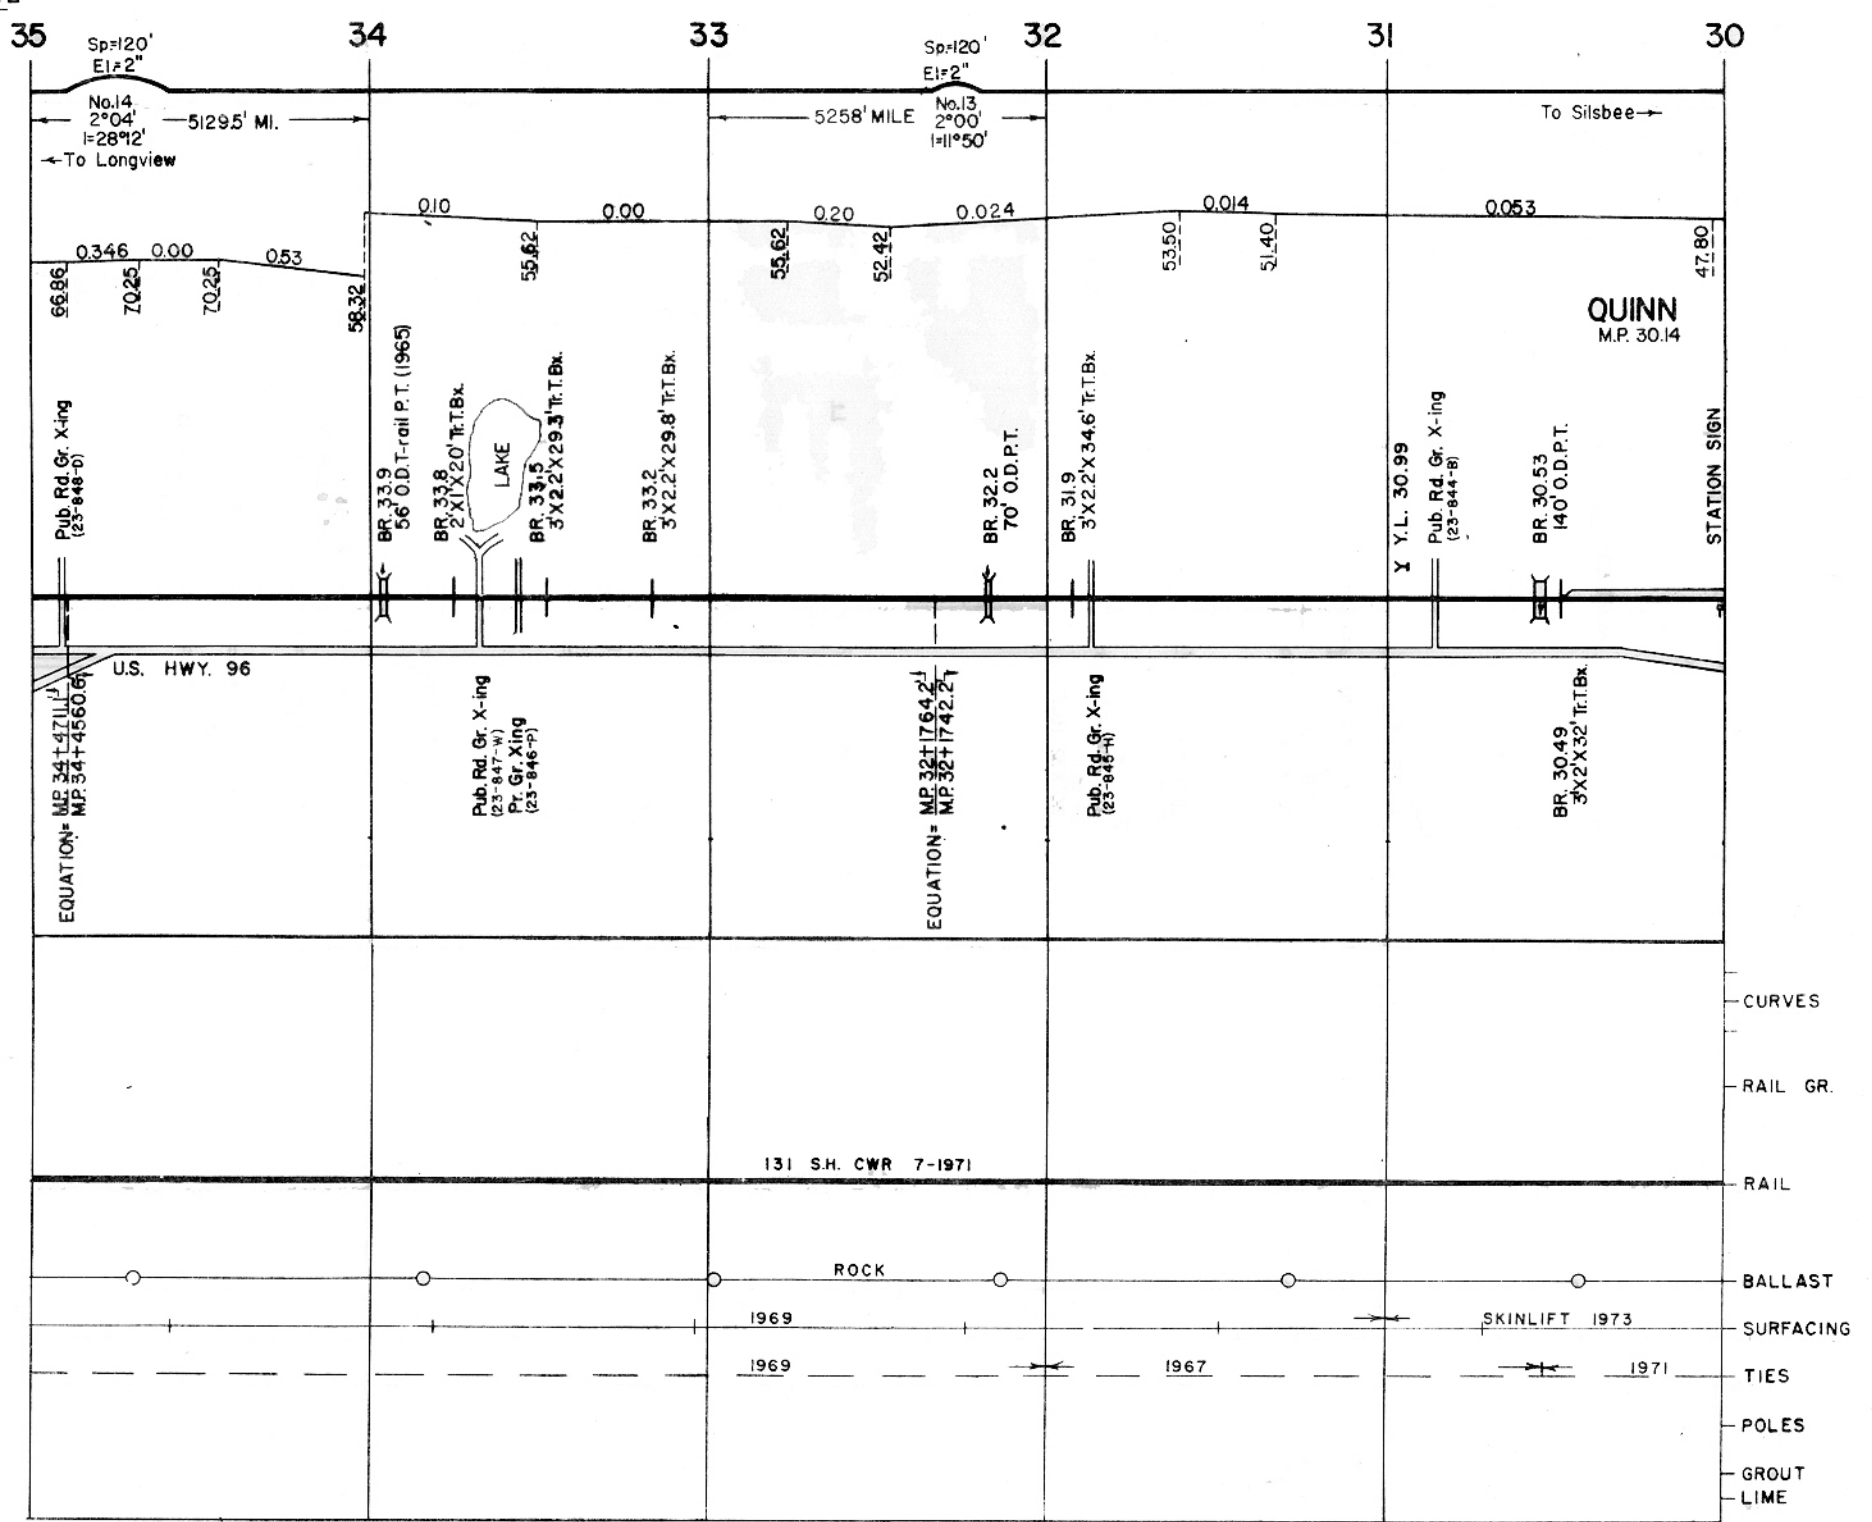 35 34 33 32 31 30
Sp=120'
El=2"
No.14
2°04'
I=28°12'
5129.5' MI.
←To Longview
Sp=120'
El=2"
5258' MILE
No.13
2°00'
I=11°50'
To Silsbee→
0.346 0.00 0.53 0.10 0.00 0.20 0.024 0.014 0.053
66.86
70.25
70.25
58.32
55.62
55.62
52.42
53.50
51.40
47.80
QUINN
M.P. 30.14
Pub. Rd. Gr. X-ing
(23-848-D)
BR. 33.9
56' O.D.T-rail P.T. (1965)
BR. 33.8
2'X1'X20' Tr.T.Bx.
LAKE
BR. 33.5
3'X2.2'X29.3' Tr.T.Bx.
BR. 33.2
3'X2.2'X29.8' Tr.T.Bx.
BR. 32.2
70' O.D.P.T.
BR. 31.9
3'X2.2'X34.6' Tr.T.Bx.
Y Y.L. 30.99
Pub. Rd. Gr. X-ing
(23-844-B)
BR. 30.53
140' O.D.P.T.
STATION SIGN
U.S. HWY. 96
EQUATION= M.P. 34+4711.1'
M.P. 34+4560.6'
Pub. Rd. Gr. X-ing
(23-847-W)
Pr. Gr. Xing
(23-846-P)
EQUATION= M.P. 32+1764.2'
M.P. 32+1742.2'
Pub. Rd. Gr. X-ing
(23-845-H)
BR. 30.49
3'X2'X32' Tr.T.Bx.
CURVES
RAIL GR.
131 S.H. CWR 7-1971
RAIL
ROCK
BALLAST
1969 SKINLIFT 1973
SURFACING
1969 1967 1971
TIES
POLES
GROUT
LIME